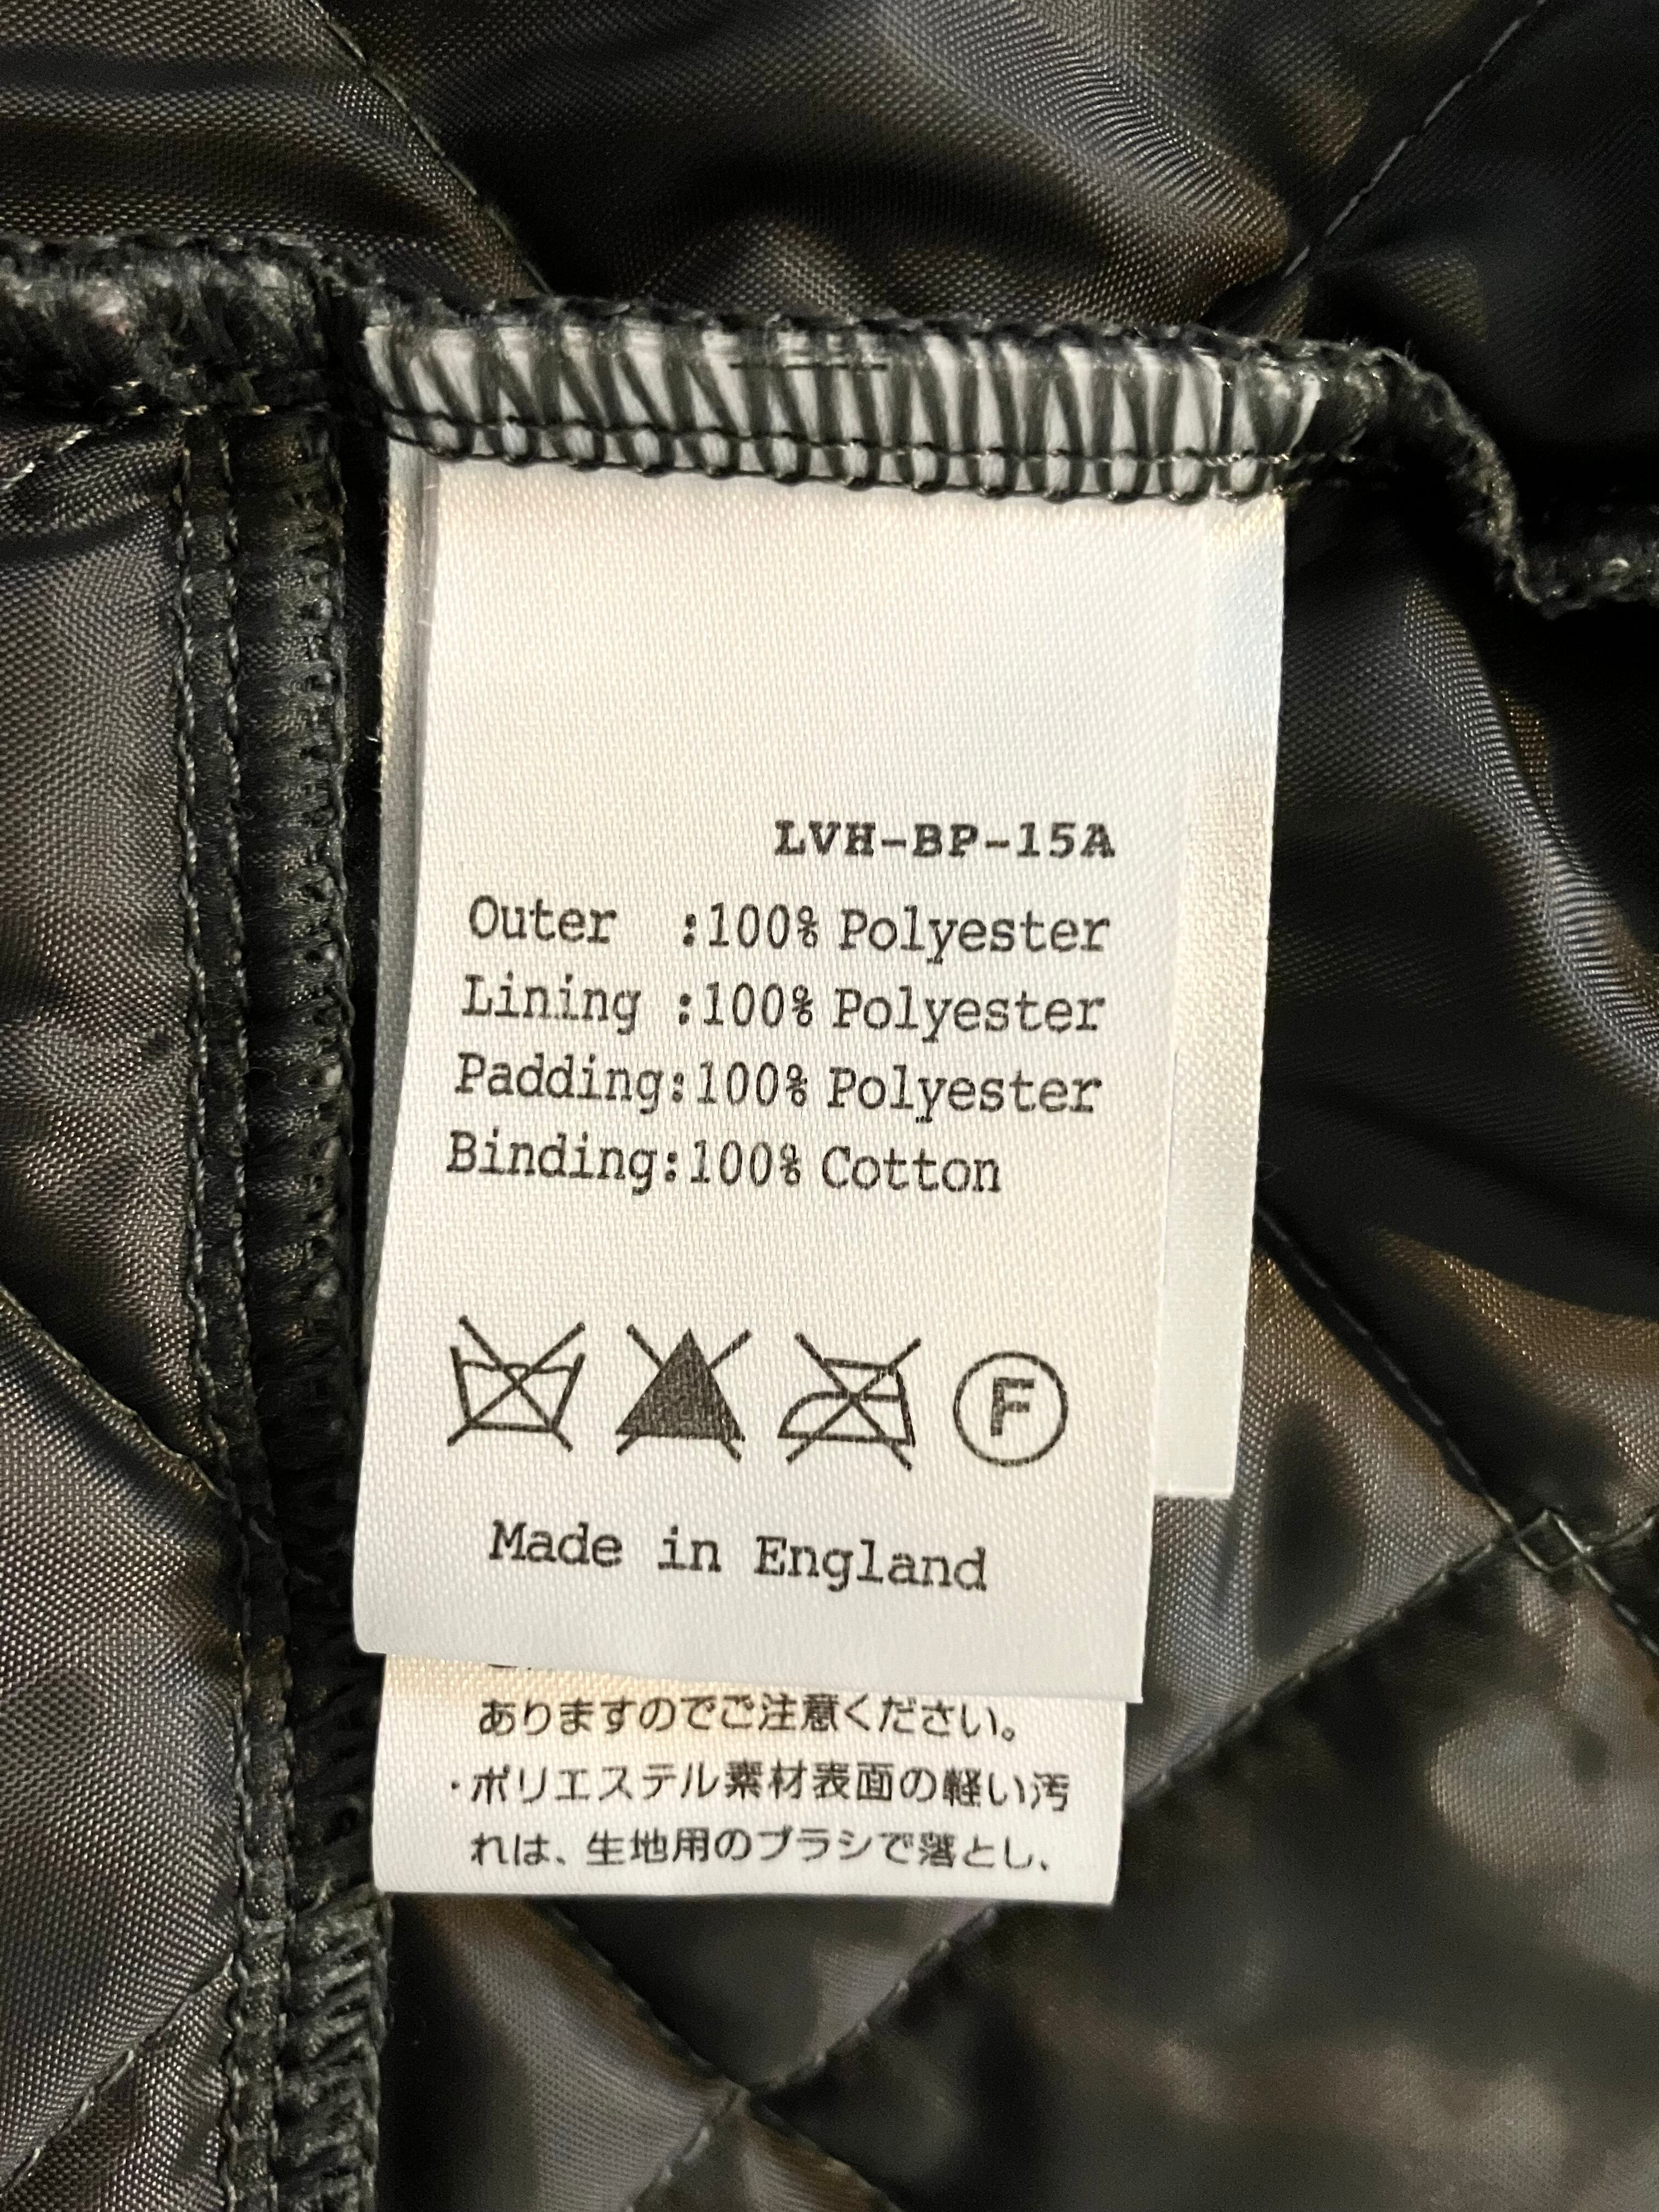 LVH-BP-15A
Outer :100% Polyester
Lining :100% Polyester
Padding:100% Polyester
Binding:100% Cotton
F
Made in England
ありますのでご注意ください。
・ポリエステル素材表面の軽い汚
れは、生地用のブラシで落とし、